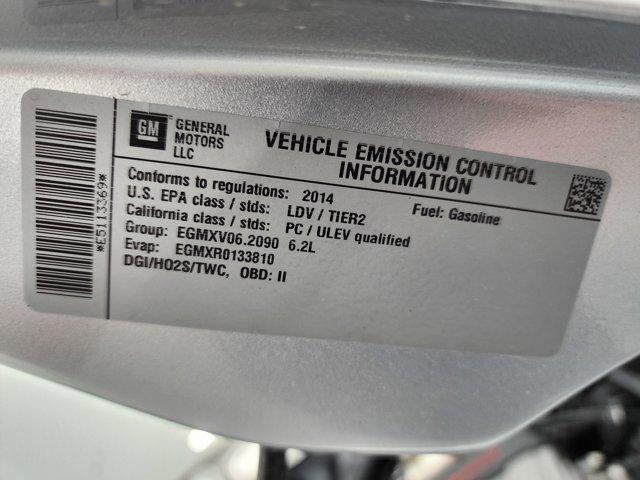 *E5113369*
GM
GENERAL
MOTORS
LLC
VEHICLE EMISSION CONTROL
INFORMATION
Conforms to regulations: 2014
Fuel: Gasoline
U.S. EPA class / stds: LDV / TIER2
California class / stds: PC / ULEV qualified
Group: EGMXV06.2090 6.2L
Evap: EGMXR0133810
DGI/HO2S/TWC, OBD: II